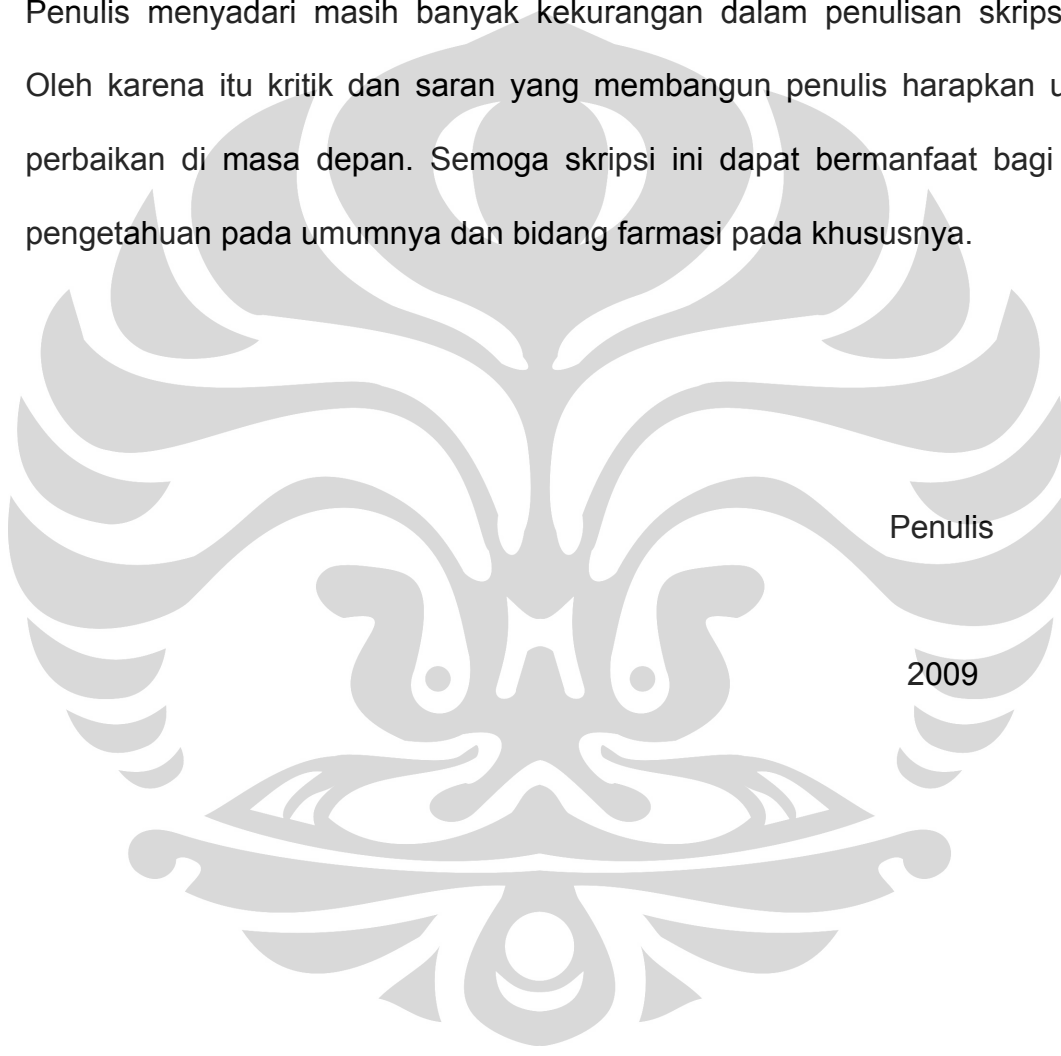 Penulis menyadari masih banyak kekurangan dalam penulisan skrips
Oleh karena itu kritik dan saran yang membangun penulis harapkan u
perbaikan di masa depan. Semoga skripsi ini dapat bermanfaat bagi
pengetahuan pada umumnya dan bidang farmasi pada khususnya.
Penulis
2009